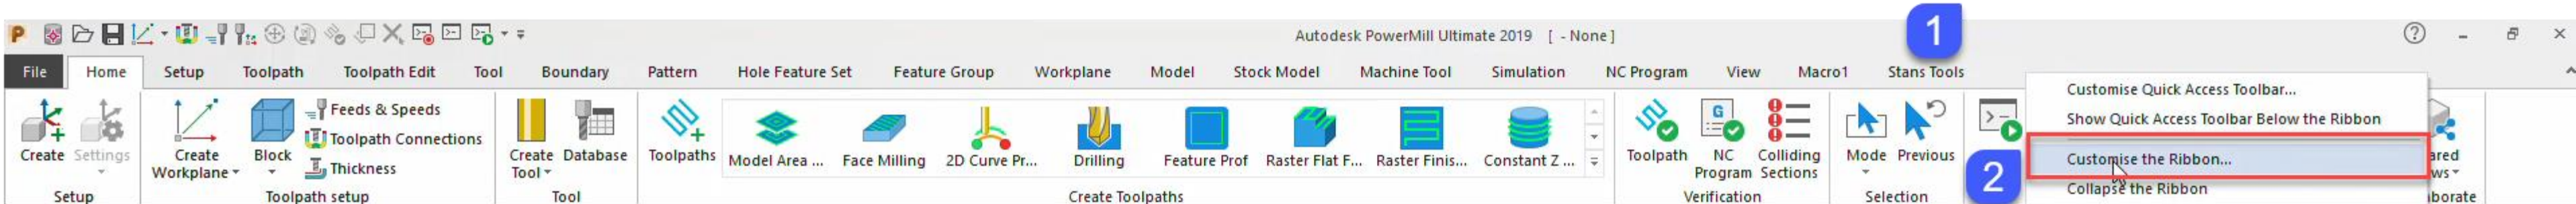 1
Autodesk PowerMill Ultimate 2019 [ - None ]
File Home Setup Toolpath Toolpath Edit Tool Boundary Pattern Hole Feature Set Feature Group Workplane Model Stock Model Machine Tool Simulation NC Program View Macro1 Stans Tools
Customise Quick Access Toolbar...
Show Quick Access Toolbar Below the Ribbon
Customise the Ribbon...
Collapse the Ribbon
2
Create Settings
Setup
Create
Workplane
Block
Feeds & Speeds
Toolpath Connections
Thickness
Toolpath setup
Create
Tool
Database
Tool
Toolpaths
Model Area ... Face Milling 2D Curve Pr... Drilling Feature Prof Raster Flat F... Raster Finis... Constant Z ...
Create Toolpaths
Toolpath
NC
Program
Colliding
Sections
Verification
Mode Previous
Selection